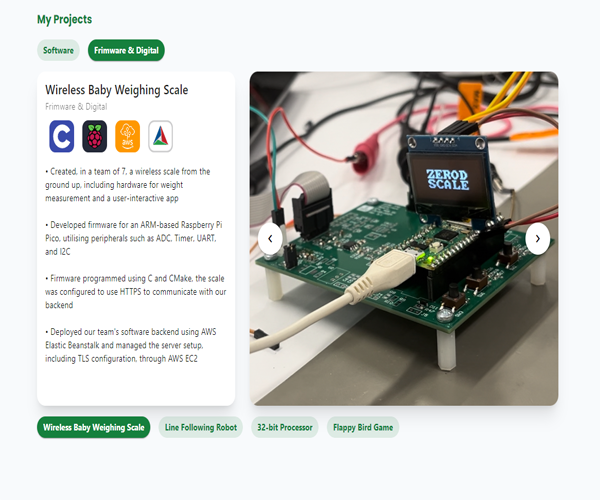 My Projects
Software
Frimware & Digital
Wireless Baby Weighing Scale
Frimware & Digital
C
aws
• Created, in a team of 7, a wireless scale from the
ground up, including hardware for weight
measurement and a user-interactive app
• Developed firmware for an ARM-based Raspberry Pi
Pico, utilising peripherals such as ADC, Timer, UART,
and I2C
• Firmware programmed using C and CMake, the scale
was configured to use HTTPS to communicate with our
backend
• Deployed our team's software backend using AWS
Elastic Beanstalk and managed the server setup,
including TLS configuration, through AWS EC2
ZEROD
SCALE
Wireless Baby Weighing Scale
Line Following Robot
32-bit Processor
Flappy Bird Game